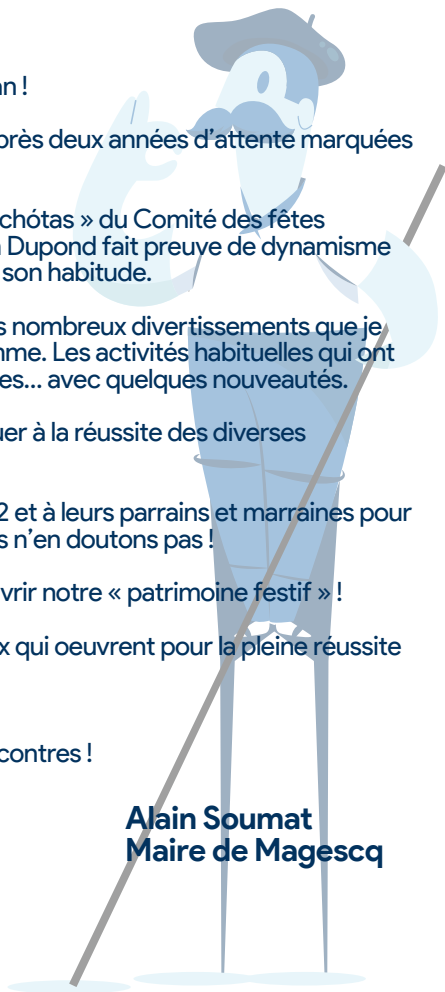 n !
près deux années d’attente marquées
chótas » du Comité des fêtes
Dupond fait preuve de dynamisme
son habitude.
s nombreux divertissements que je
me. Les activités habituelles qui ont
es... avec quelques nouveautés.
uer à la réussite des diverses
2 et à leurs parrains et marraines pour
s n’en doutons pas !
vrir notre « patrimoine festif » !
x qui oeuvrent pour la pleine réussite
contres !
Alain Soumat
Maire de Magescq